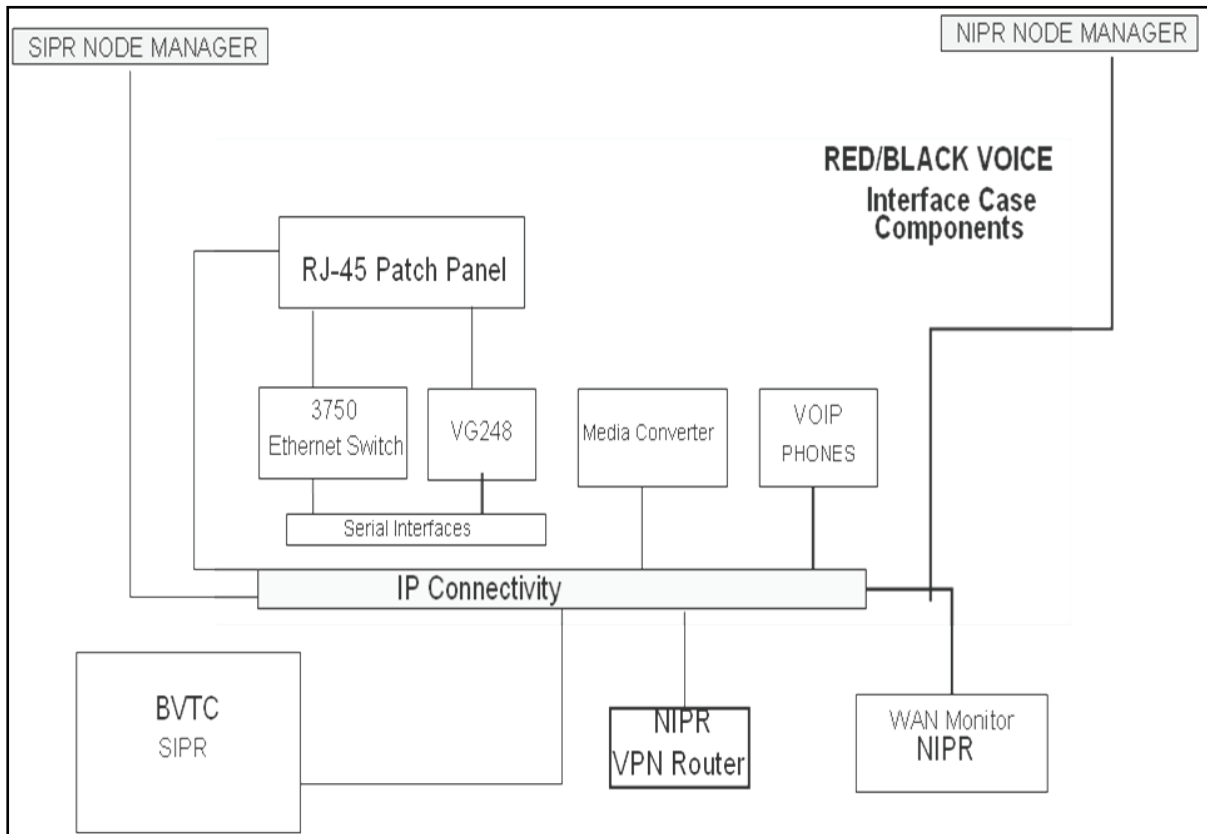 SIPR NODE MANAGER
NIPR NODE MANAGER
RED/BLACK VOICE
Interface Case
Components
RJ-45 Patch Panel
3750
Ethernet Switch
VG248
Media Converter
VOIP
PHONES
Serial Interfaces
IP Connectivity
BVTC
SIPR
NIPR
VPN Router
WAN Monitor
NIPR